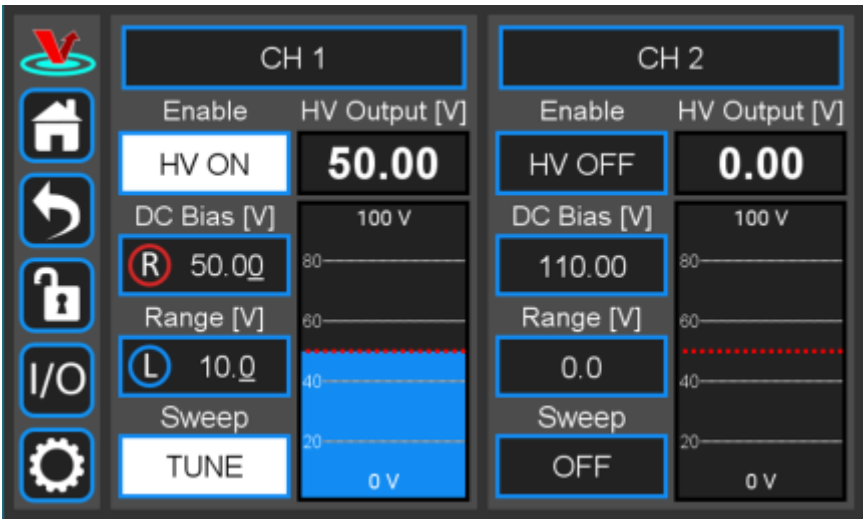 CH 1
Enable HV Output [V]
HV ON 50.00
DC Bias [V] 100 V
R 50.00 80
Range [V] 60
L 10.0 40
Sweep
TUNE 20
0 V
CH 2
Enable HV Output [V]
HV OFF 0.00
DC Bias [V] 100 V
110.00 80
Range [V] 60
0.0 40
Sweep
OFF 20
0 V
I/O